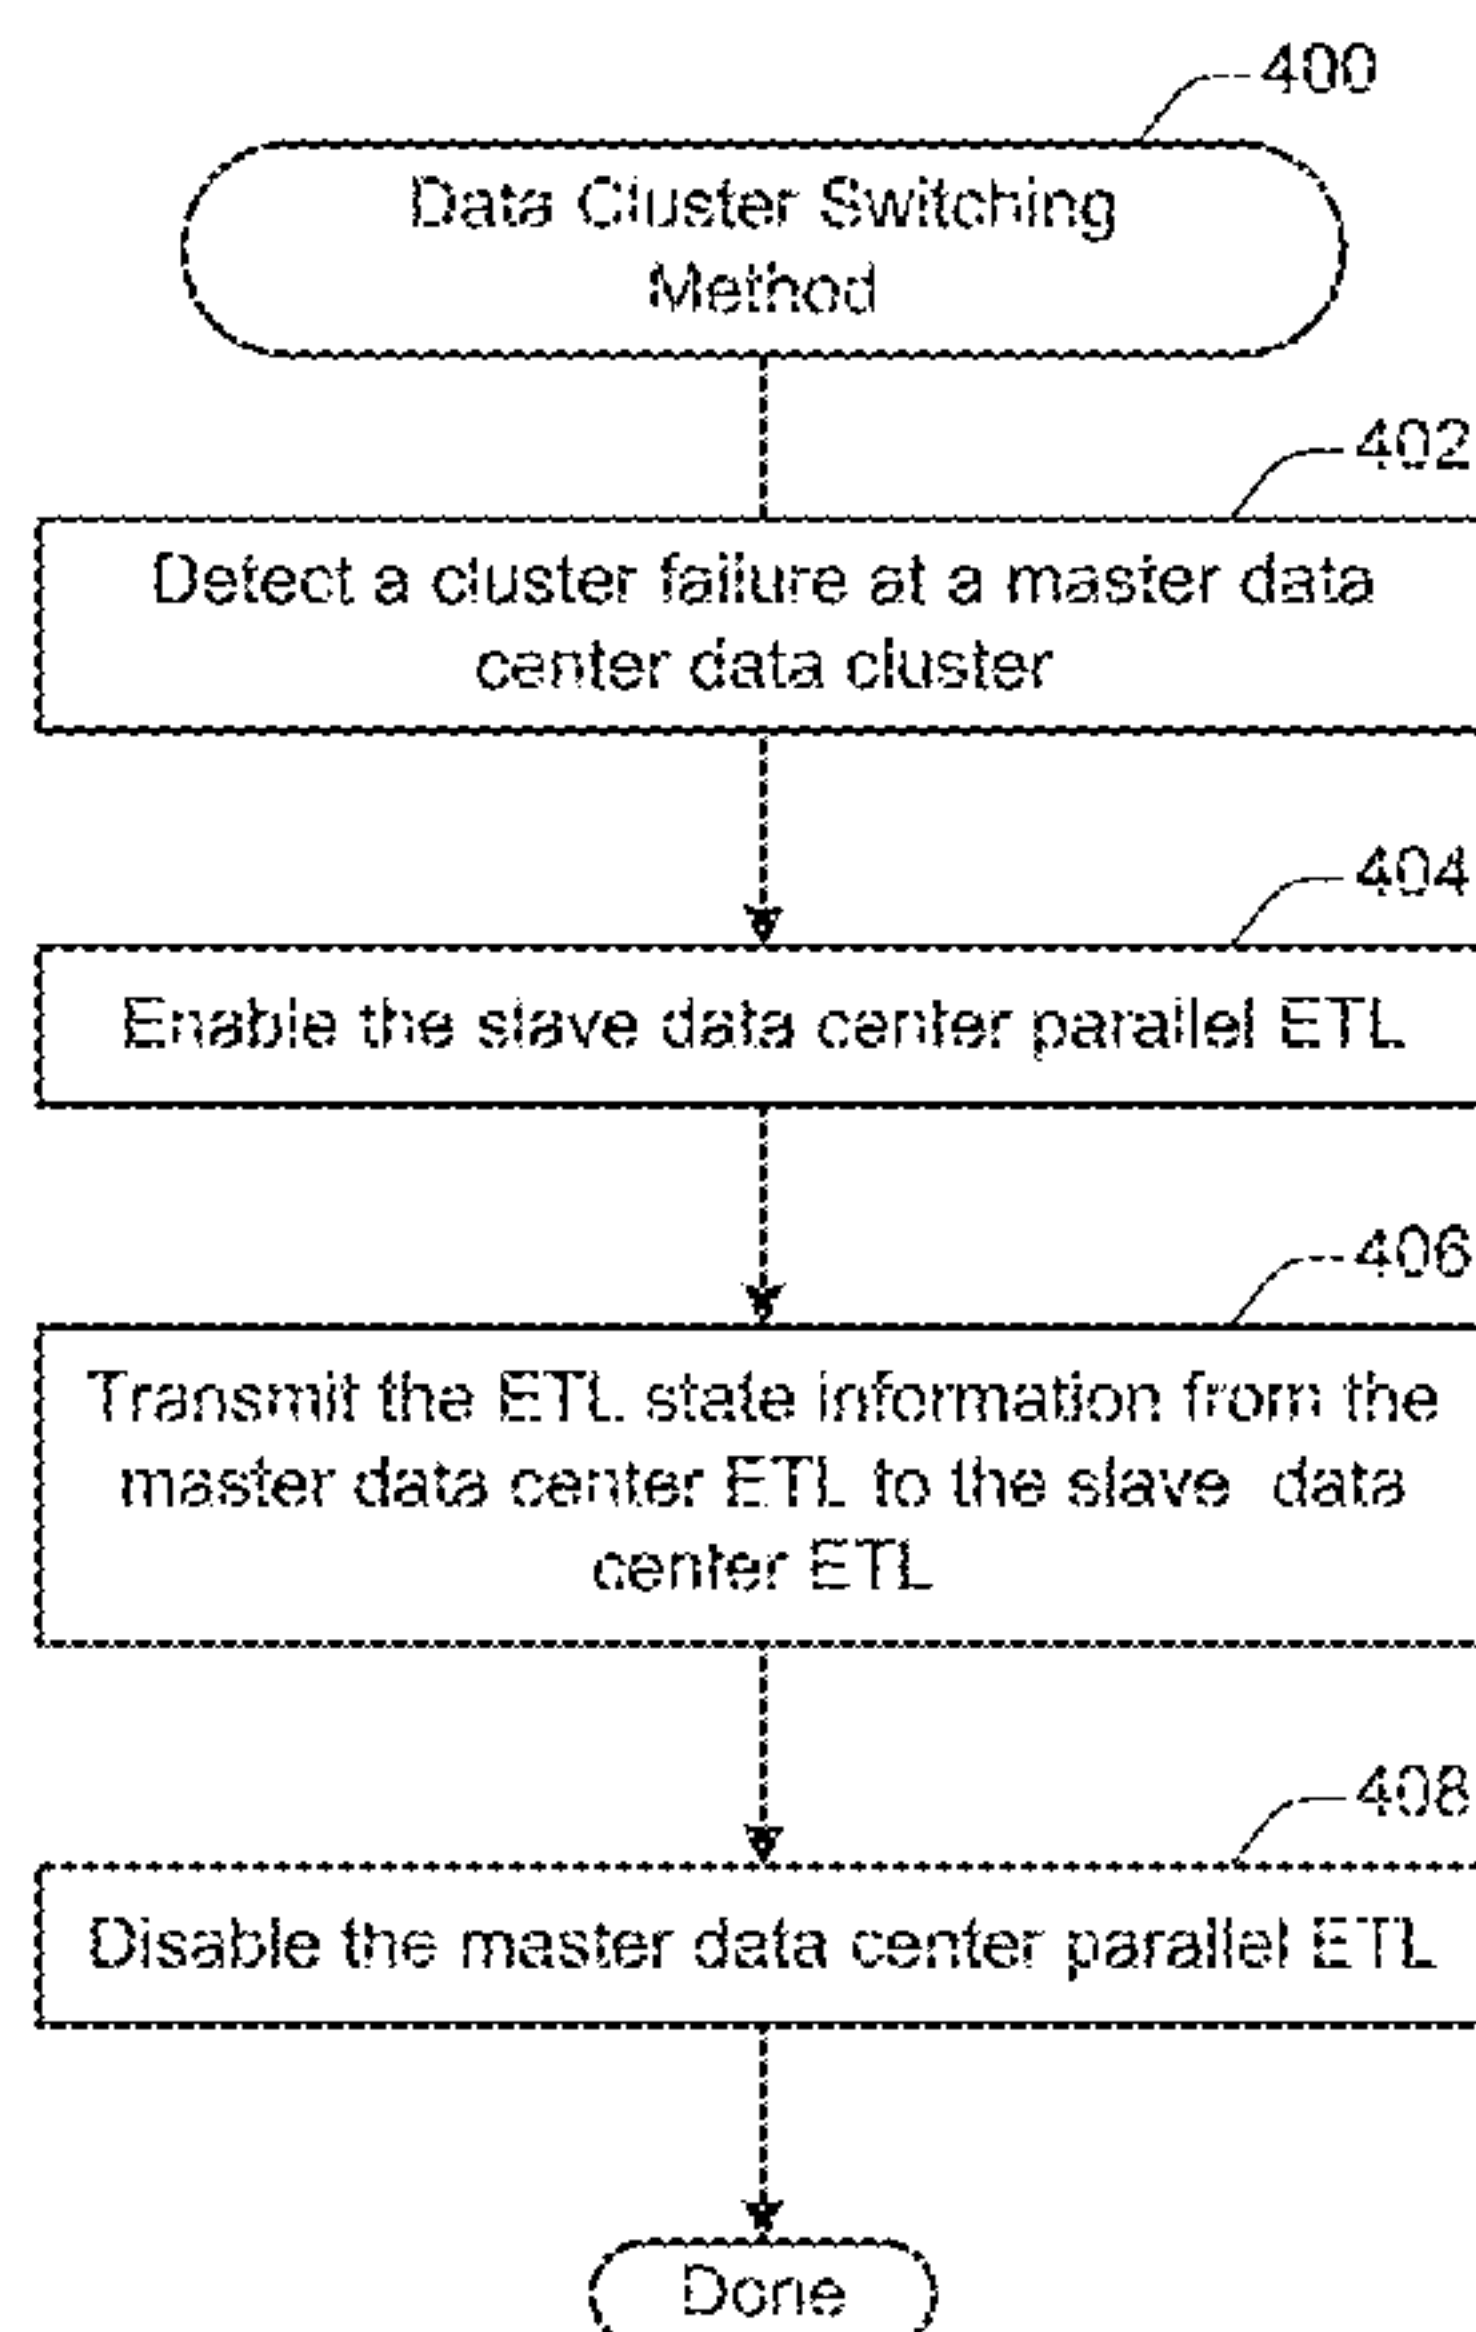 400
Data Cluster Switching
Method
402
Detect a cluster failure at a master data
center data cluster
404
Enable the slave data center parallel ETL
406
Transmit the ETL state information from the
master data center ETL to the slave data
center ETL
408
Disable the master data center parallel ETL
Done